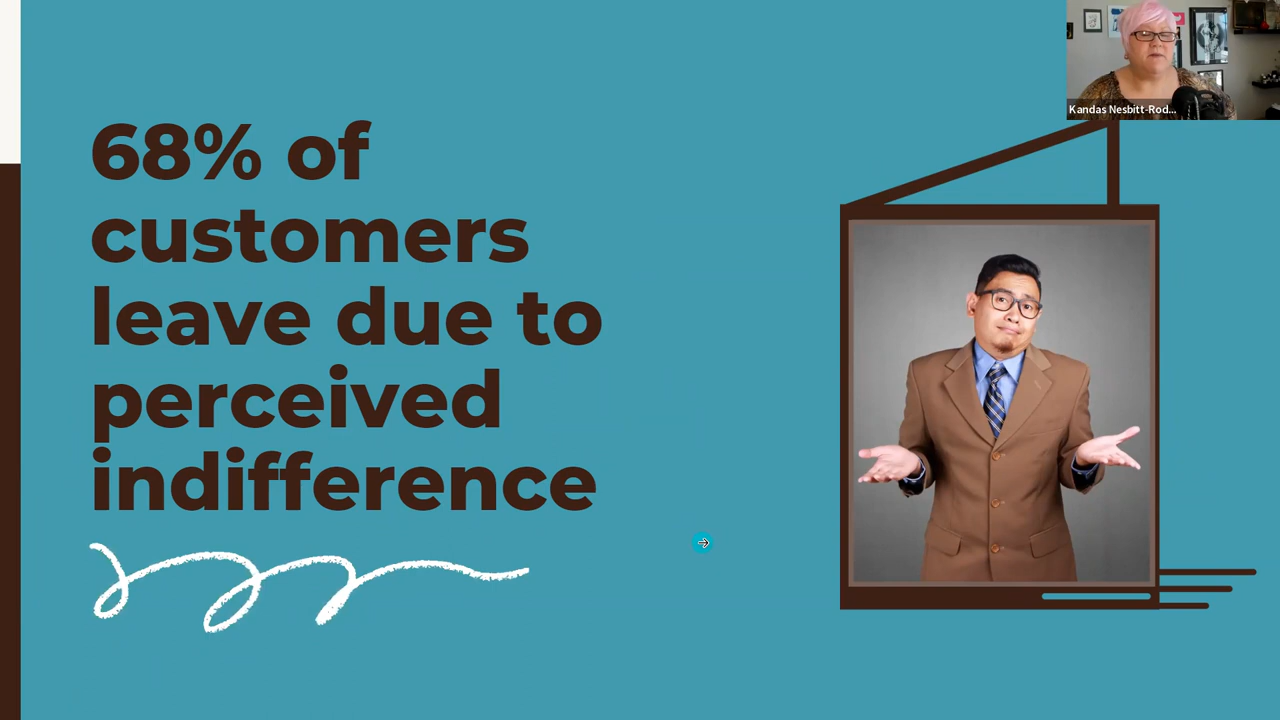 68% of
customers
leave due to
perceived
indifference
Kandas Nesbitt-Rod...